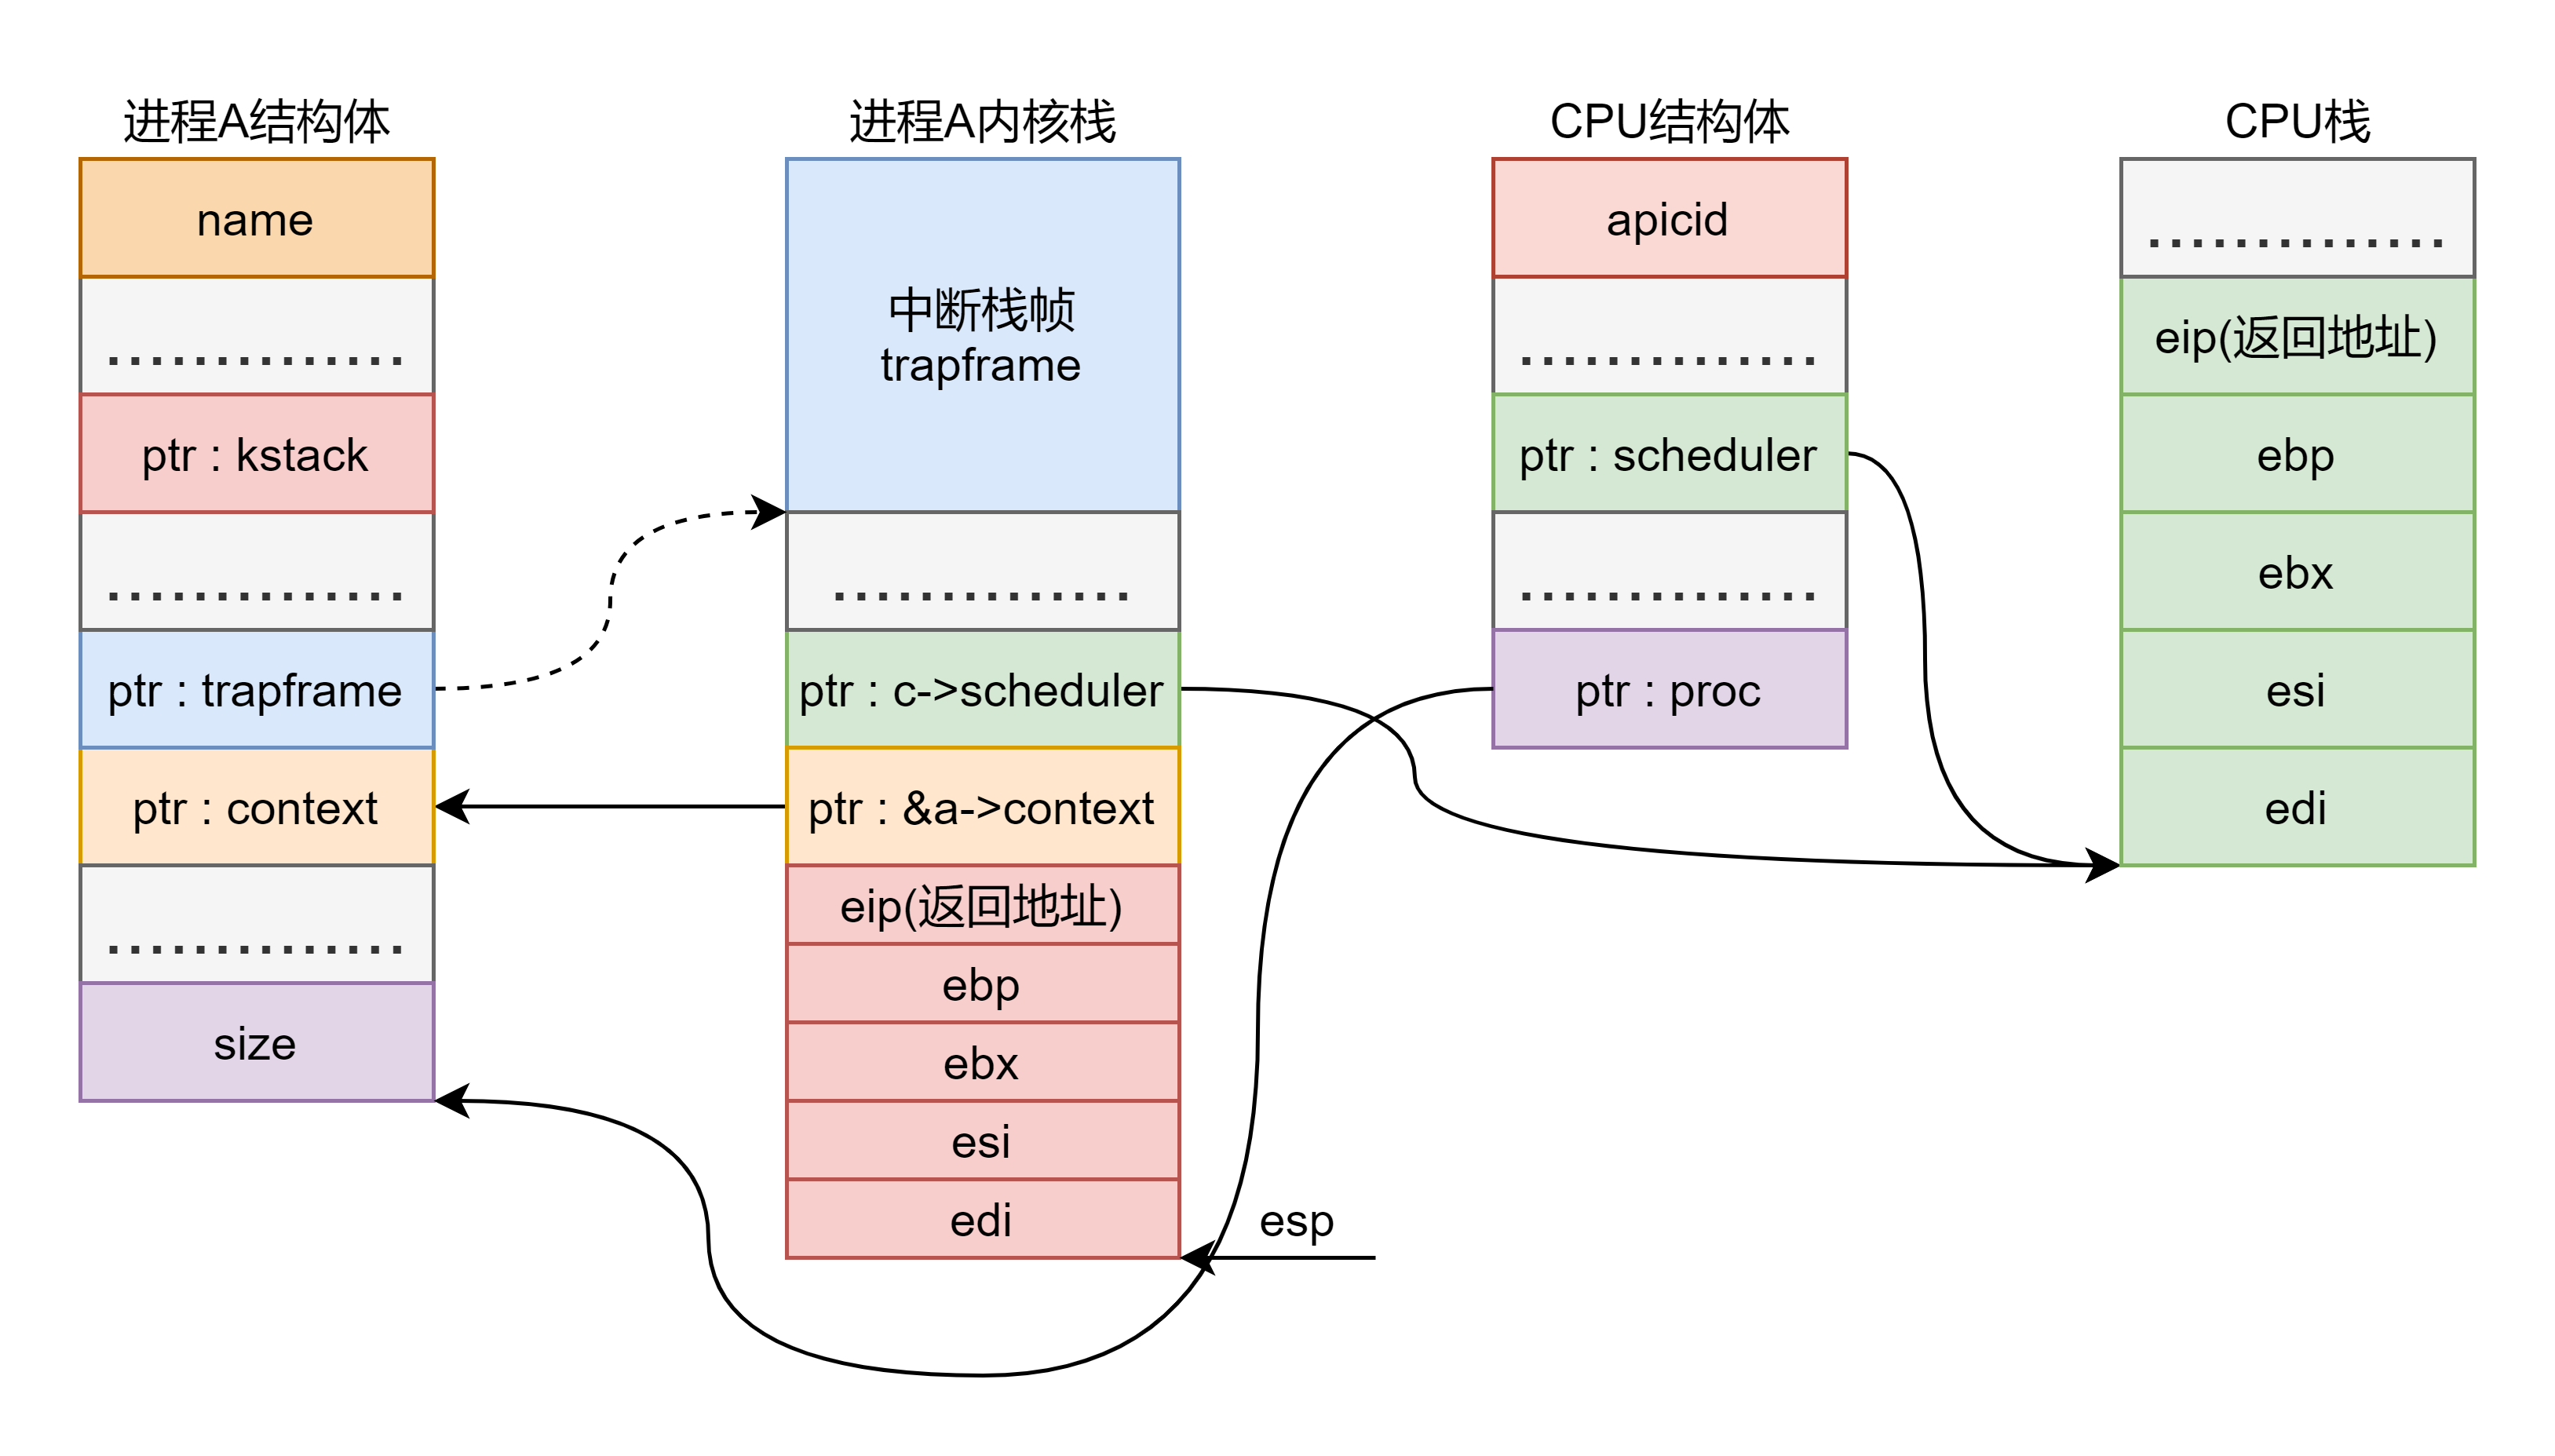 进程A结构体
name
..............
ptr : kstack
..............
ptr : trapframe
ptr : context
..............
size
进程A内核栈
中断栈帧
trapframe
..............
ptr : c->scheduler
ptr : &a->context
eip(返回地址)
ebp
ebx
esi
edi
esp
CPU结构体
apicid
..............
ptr : scheduler
..............
ptr : proc
CPU栈
..............
eip(返回地址)
ebp
ebx
esi
edi